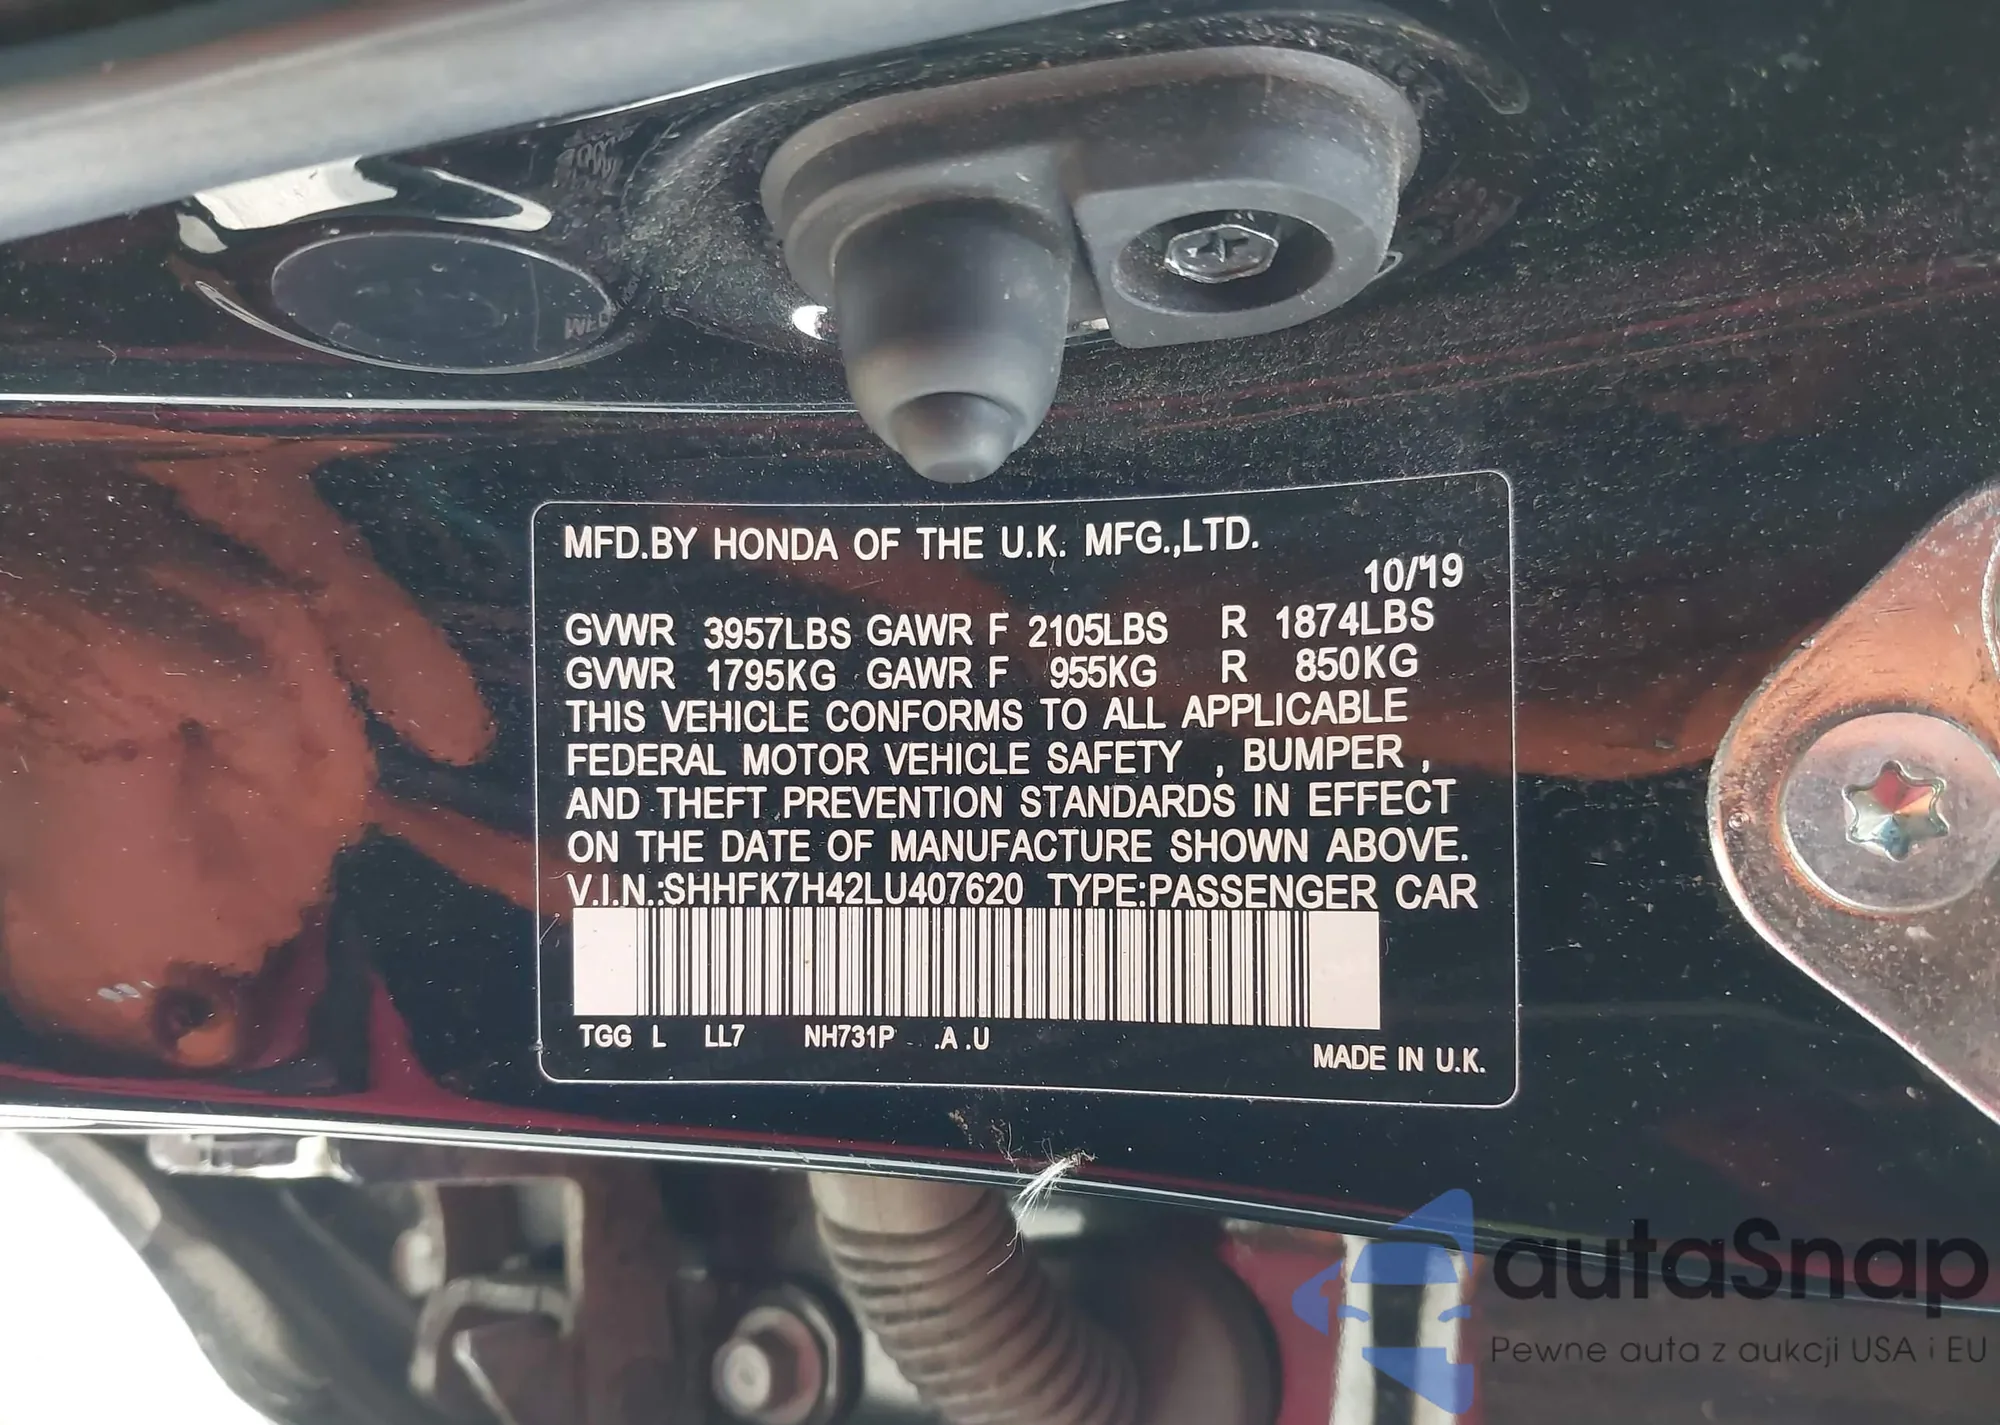 MFD.BY HONDA OF THE U.K. MFG.,LTD.
10/19
GVWR 3957LBS GAWR F 2105LBS R 1874LBS
GVWR 1795KG GAWR F 955KG R 850KG
THIS VEHICLE CONFORMS TO ALL APPLICABLE
FEDERAL MOTOR VEHICLE SAFETY , BUMPER ,
AND THEFT PREVENTION STANDARDS IN EFFECT
ON THE DATE OF MANUFACTURE SHOWN ABOVE.
V.I.N.:SHHFK7H42LU407620 TYPE:PASSENGER CAR
TGG L LL7 NH731P .A .U
MADE IN U.K.
autaSnap
Pewne auta z aukcji USA i EU